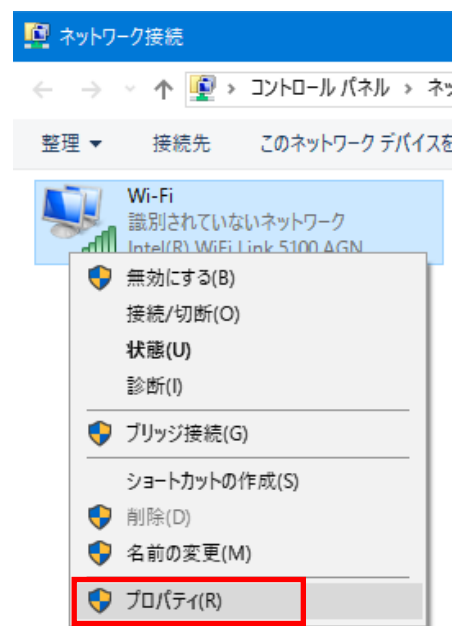 ネットワーク接続
コントロール パネル › ネッ
整理 接続先 このネットワーク デバイスを
Wi-Fi
識別されていないネットワーク
Intel(R) WiFi Link 5100 AGN
無効にする(B)
接続/切断(O)
状態(U)
診断(I)
ブリッジ接続(G)
ショートカットの作成(S)
削除(D)
名前の変更(M)
プロパティ(R)